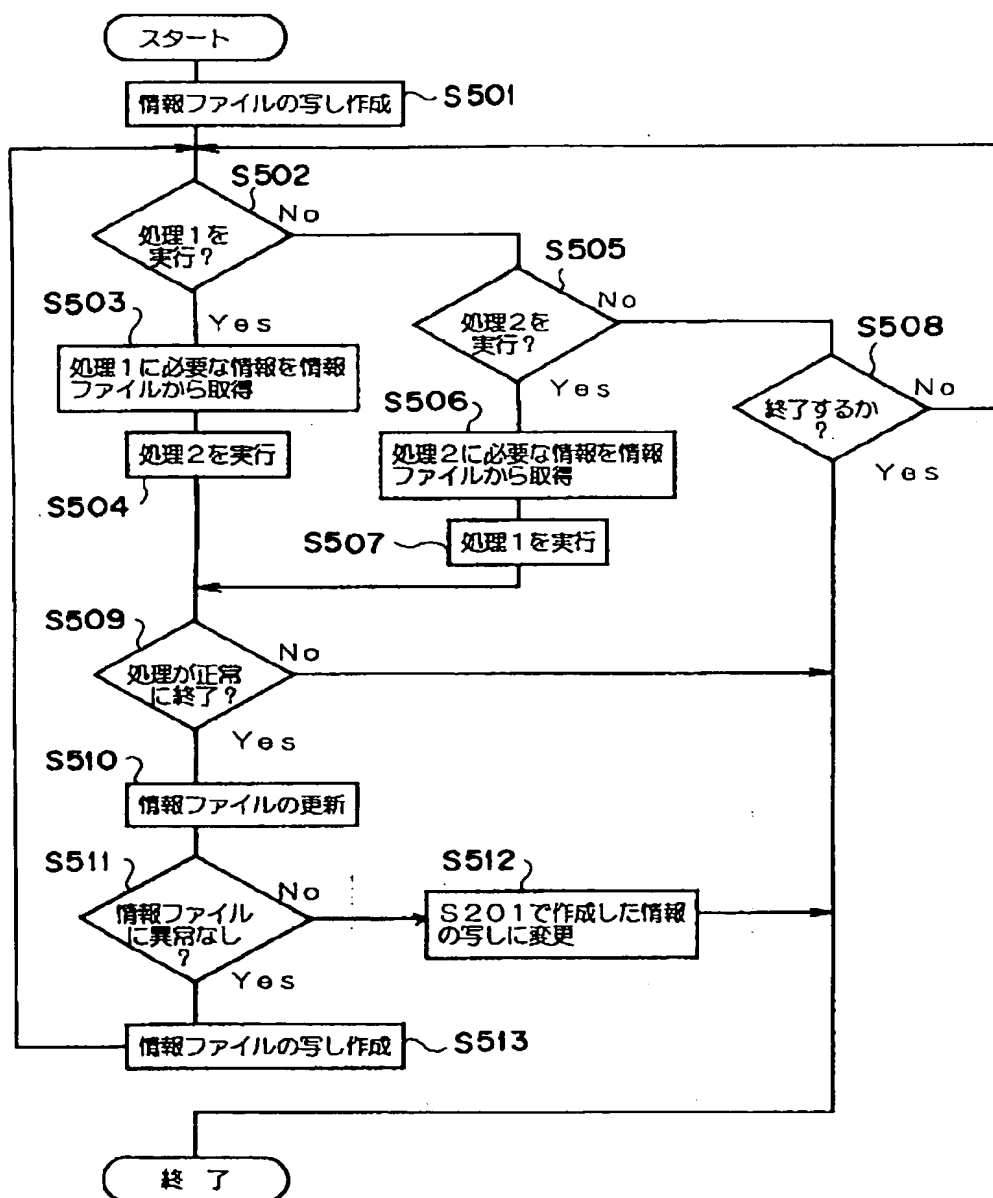 スタート
情報ファイルの写し作成
S501
S502
処理1を
実行?
No
Yes
S503
処理1に必要な情報を情報
ファイルから取得
処理2を実行
S504
S505
処理2を
実行?
No
Yes
S506
処理2に必要な情報を情報
ファイルから取得
S507
処理1を実行
S508
終了するか
?
No
Yes
S509
処理が正常
に終了?
No
Yes
S510
情報ファイルの更新
S511
情報ファイル
に異常なし
?
No
Yes
S512
S201で作成した情報
の写しに変更
情報ファイルの写し作成
S513
終 了